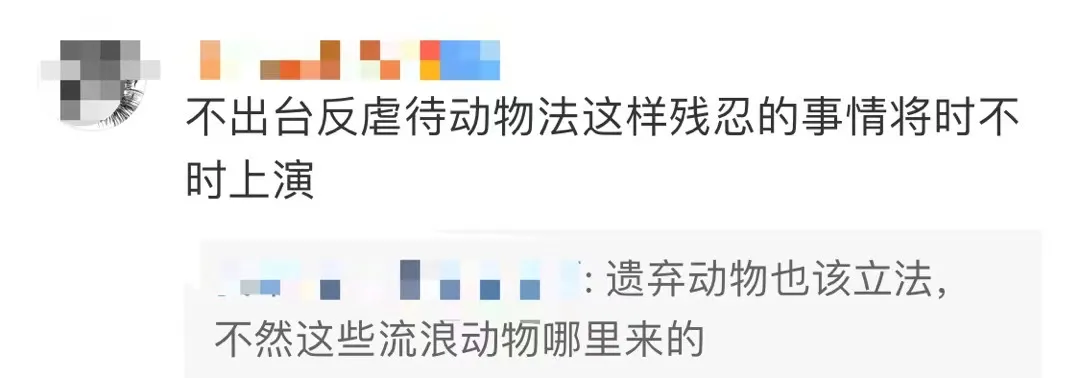 不出台反虐待动物法这样残忍的事情将时不
时上演
: 遗弃动物也该立法，
不然这些流浪动物哪里来的